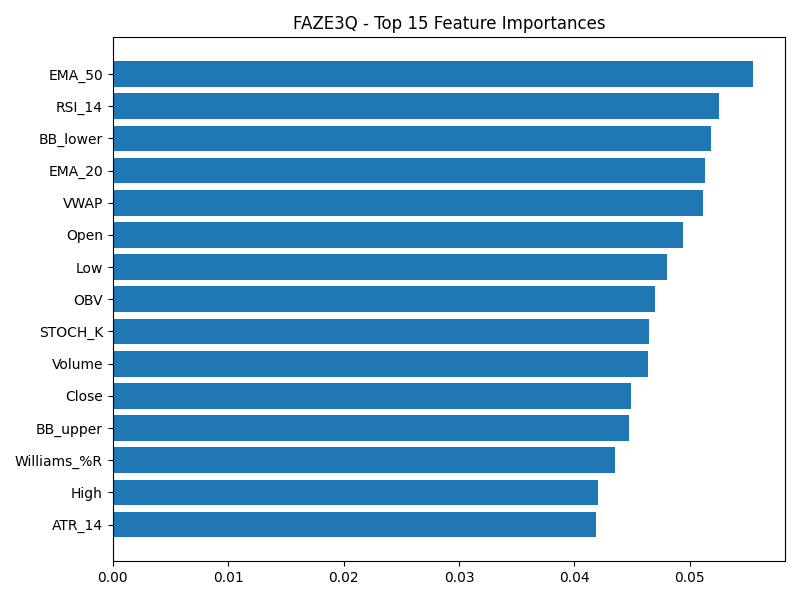 FAZE3Q - Top 15 Feature Importances
EMA_50
RSI_14
BB_lower
EMA_20
VWAP
Open
Low
OBV
STOCH_K
Volume
Close
BB_upper
Williams_%R
High
ATR_14
0.00 0.01 0.02 0.03 0.04 0.05